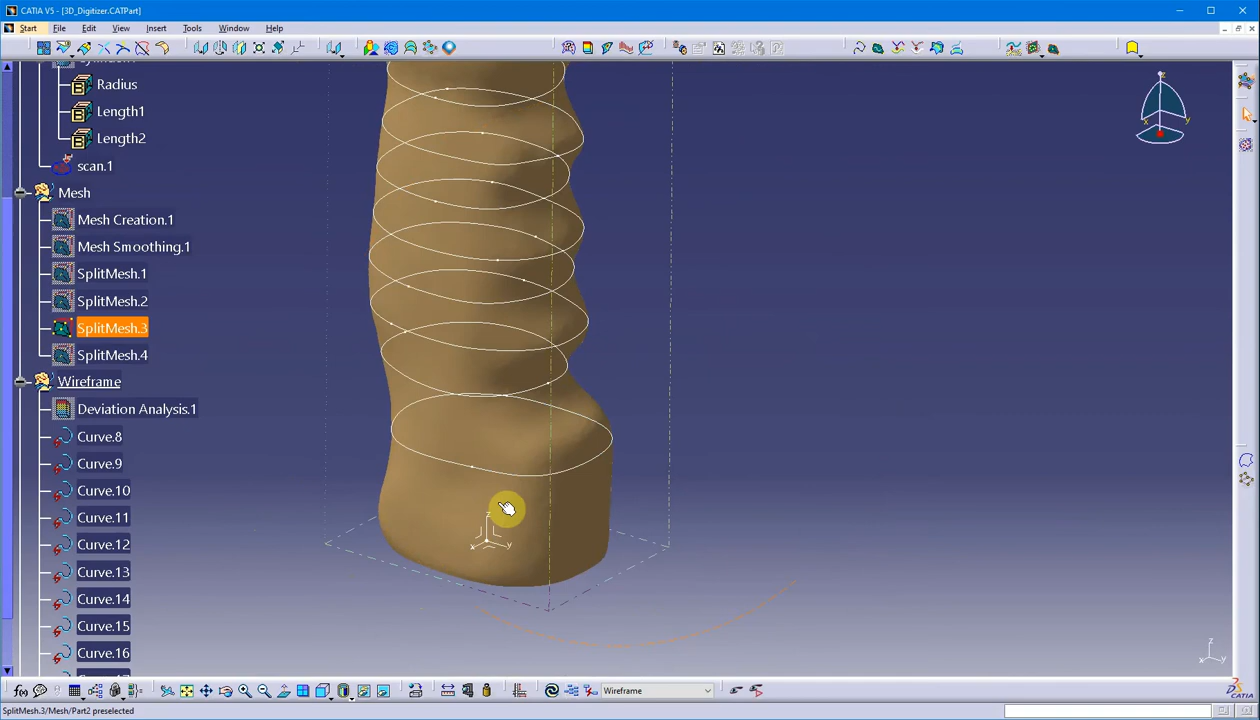 CATIA V5 - [3D_Digitizer.CATPart]
Start File Edit View Insert Tools Window Help
Radius
Length1
Length2
scan.1
Mesh
Mesh Creation.1
Mesh Smoothing.1
SplitMesh.1
SplitMesh.2
SplitMesh.3
SplitMesh.4
Wireframe
Deviation Analysis.1
Curve.8
Curve.9
Curve.10
Curve.11
Curve.12
Curve.13
Curve.14
Curve.15
Curve.16
z
x
y
z
x
y
z
x
y
f(x)
Wireframe
CATIA
SplitMesh.3/Mesh/Part2 preselected